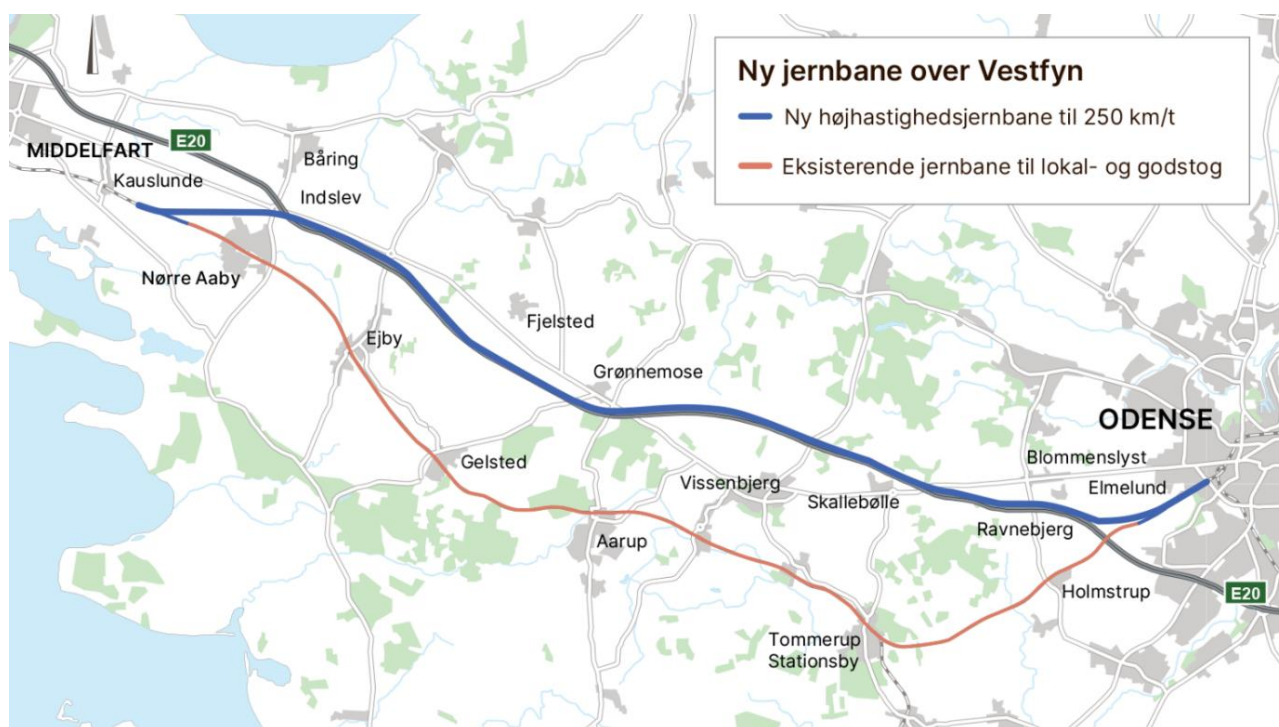 Ny jernbane over Vestfyn
Ny højhastighedsjernbane til 250 km/t
Eksisterende jernbane til lokal- og godstog
E20
MIDDELFART
Kauslunde
Båring
Indslev
Nørre Aaby
Ejby
Fjelsted
Grønnemose
Gelsted
Aarup
Vissenbjerg
Skallebølle
ODENSE
Blommenslyst
Elmelund
Ravnebjerg
Holmstrup
E20
Tommerup
Stationsby